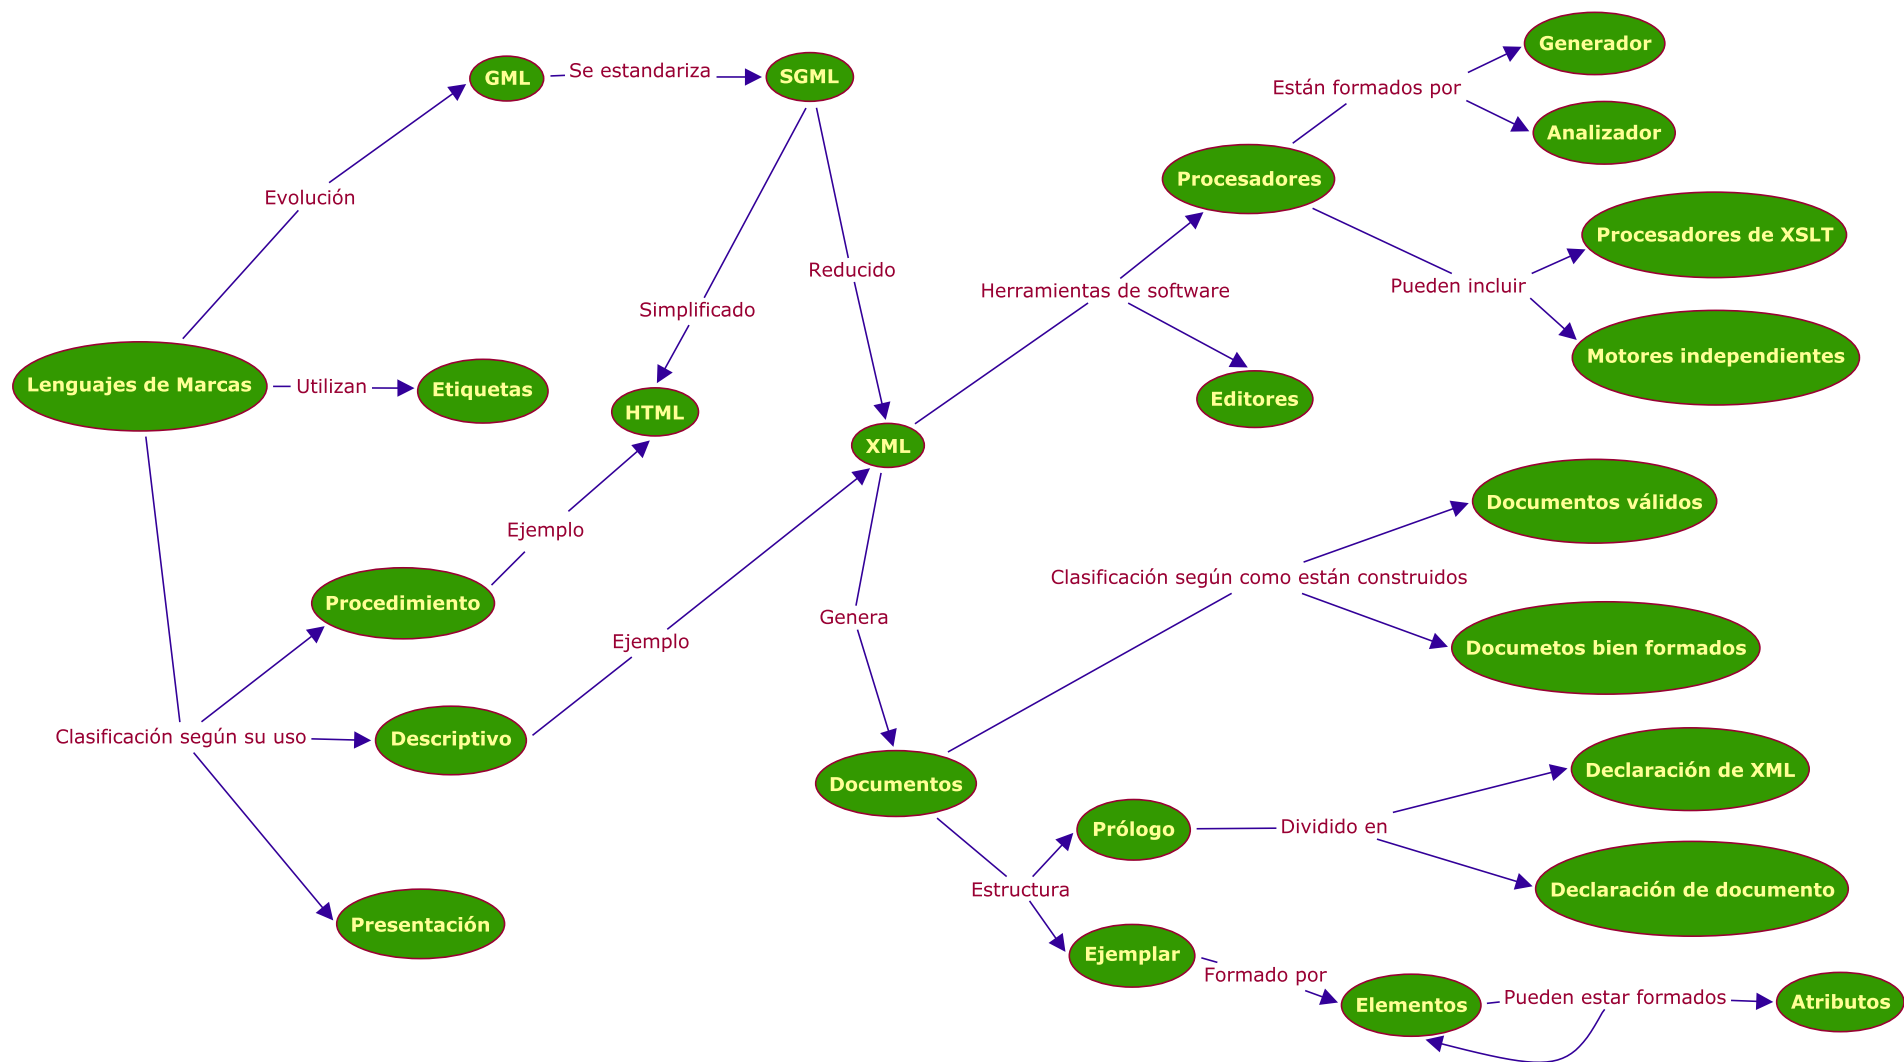 Generador
GML
Se estandariza
SGML
Están formados por
Analizador
Procesadores
Evolución
Procesadores de XSLT
Reducido
Herramientas de software
Pueden incluir
Simplificado
Motores independientes
Lenguajes de Marcas
Utilizan
Etiquetas
HTML
Editores
XML
Documentos válidos
Ejemplo
Clasificación según como están construidos
Procedimiento
Genera
Ejemplo
Documetos bien formados
Clasificación según su uso
Descriptivo
Documentos
Declaración de XML
Prólogo
Dividido en
Estructura
Declaración de documento
Presentación
Ejemplar
Formado por
Elementos
Pueden estar formados
Atributos